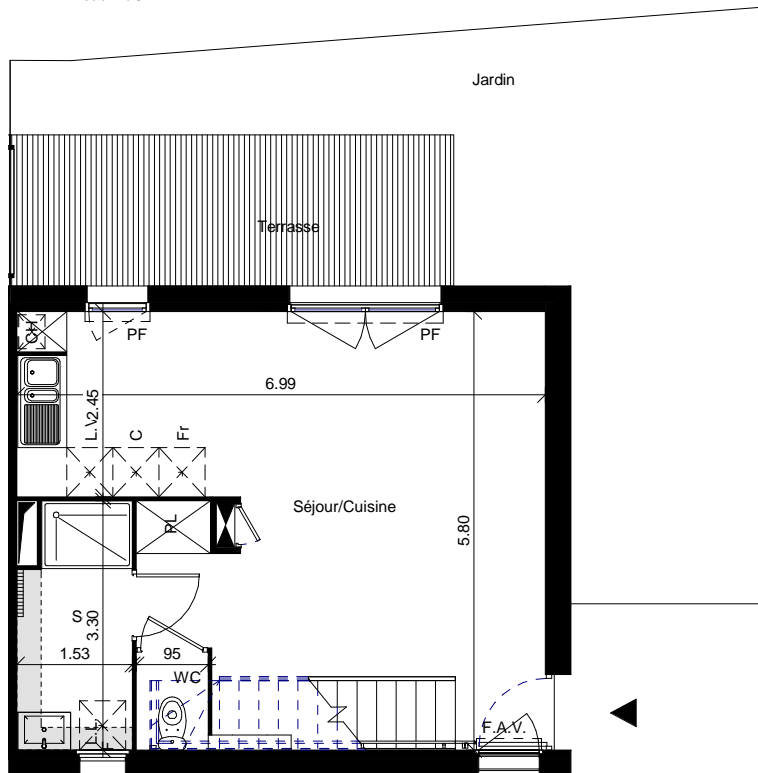 Jardin
Terrasse
CH
PF
PF
6.99
2.45
C
Fr
Séjour/Cuisine
PL
5.80
S
3.30
1.53
95
WC
F.A.V.